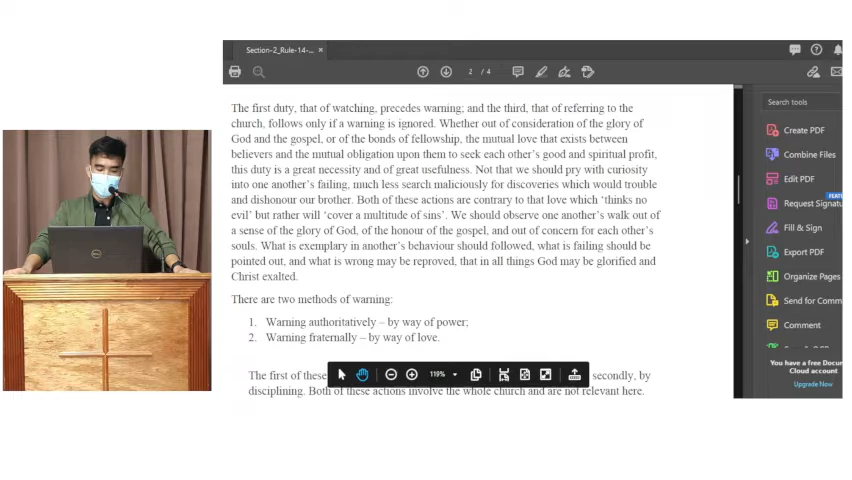 Section-2_Rule-14-...
2 / 4
The first duty, that of watching, precedes warning; and the third, that of referring to the
church, follows only if a warning is ignored. Whether out of consideration of the glory of
God and the gospel, or of the bonds of fellowship, the mutual love that exists between
believers and the mutual obligation upon them to seek each other's good and spiritual profit,
this duty is a great necessity and of great usefulness. Not that we should pry with curiosity
into one another's failing, much less search maliciously for discoveries which would trouble
and dishonour our brother. Both of these actions are contrary to that love which 'thinks no
evil' but rather will 'cover a multitude of sins'. We should observe one another's walk out of
a sense of the glory of God, of the honour of the gospel, and out of concern for each other's
souls. What is exemplary in another's behaviour should followed, what is failing should be
pointed out, and what is wrong may be reproved, that in all things God may be glorified and
Christ exalted.
There are two methods of warning:
1. Warning authoritatively – by way of power;
2. Warning fraternally – by way of love.
The first of these
secondly, by
disciplining. Both of these actions involve the whole church and are not relevant here.
119%
Search tools
Create PDF
Combine Files
Edit PDF
FEATU
Request Signatu
Fill & Sign
Export PDF
Organize Pages
Send for Comm
Comment
You have a free Docum
Cloud account
Upgrade Now
DELL